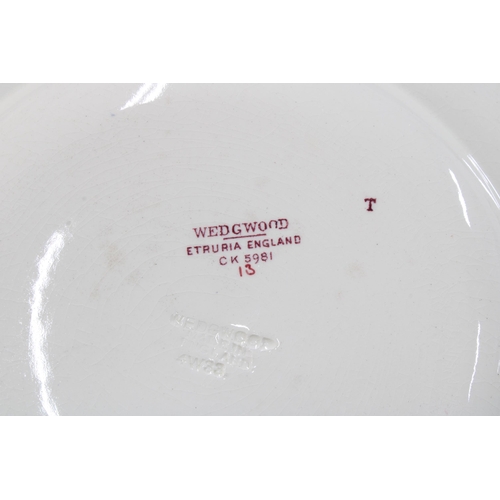 T
WEDGWOOD
ETRURIA ENGLAND
CK 5981
13